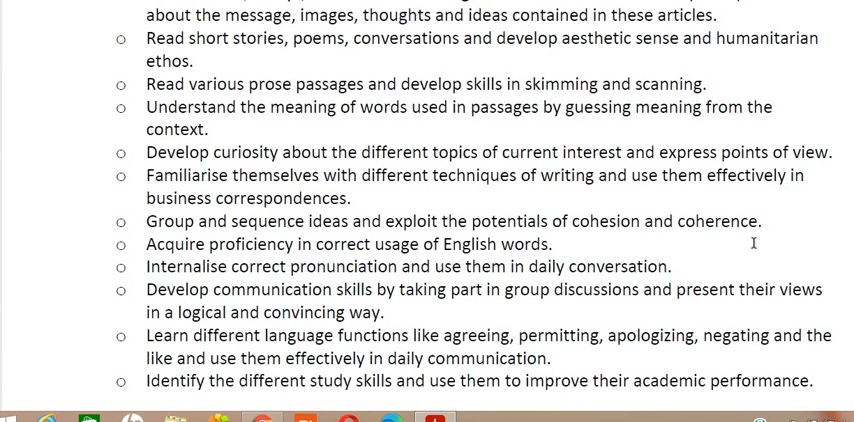 about the message, images, thoughts and ideas contained in these articles.
o Read short stories, poems, conversations and develop aesthetic sense and humanitarian
ethos.
o Read various prose passages and develop skills in skimming and scanning.
o Understand the meaning of words used in passages by guessing meaning from the
context.
o Develop curiosity about the different topics of current interest and express points of view.
o Familiarise themselves with different techniques of writing and use them effectively in
business correspondences.
o Group and sequence ideas and exploit the potentials of cohesion and coherence.
o Acquire proficiency in correct usage of English words.
o Internalise correct pronunciation and use them in daily conversation.
o Develop communication skills by taking part in group discussions and present their views
in a logical and convincing way.
o Learn different language functions like agreeing, permitting, apologizing, negating and the
like and use them effectively in daily communication.
o Identify the different study skills and use them to improve their academic performance.